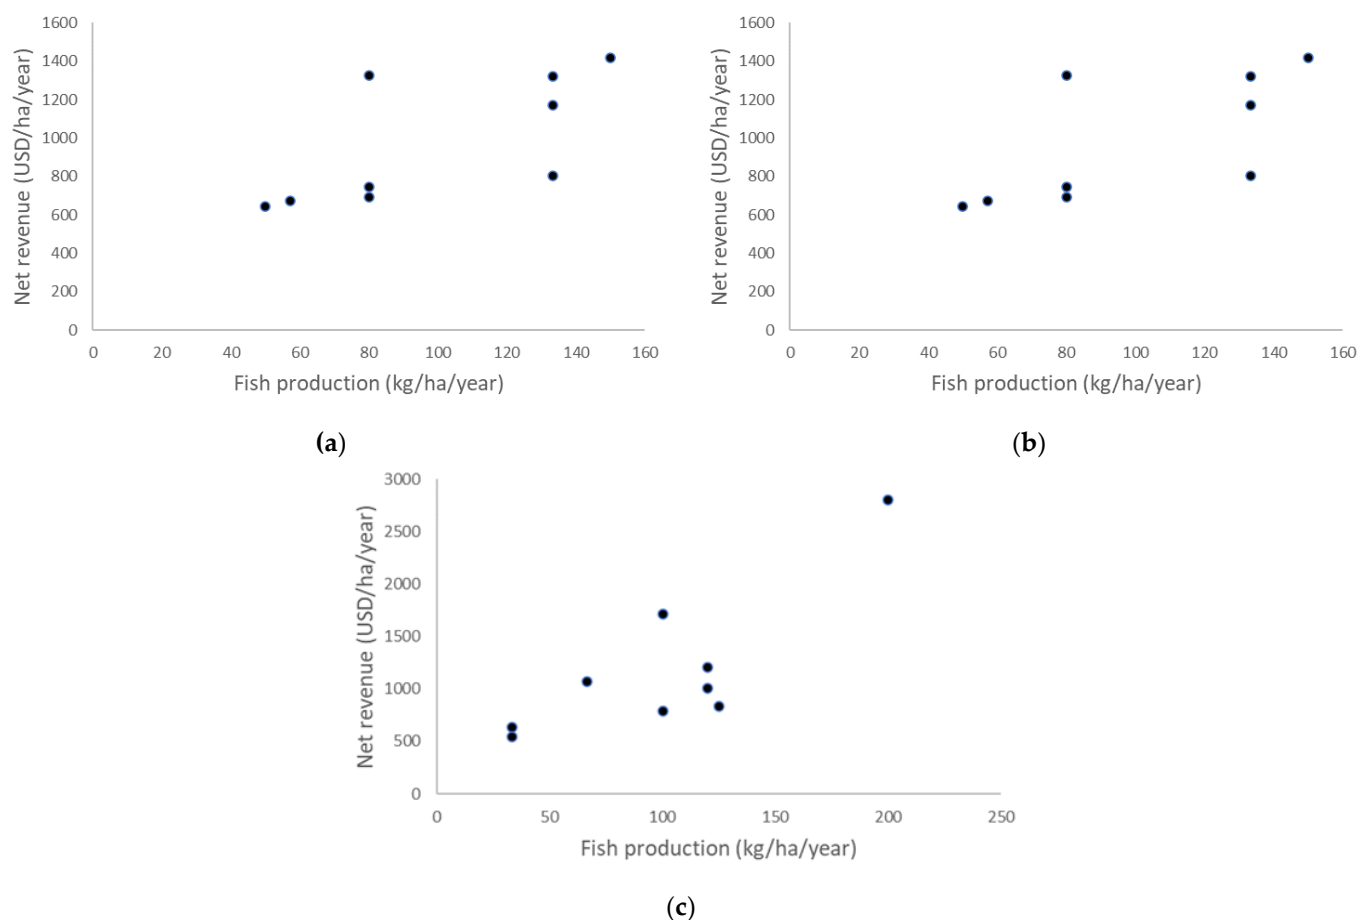 Net revenue (USD/ha/year)
1600
1400
1200
1000
800
600
400
200
0
0 20 40 60 80 100 120 140 160
Fish production (kg/ha/year)
(a)
Net revenue (USD/ha/year)
1600
1400
1200
1000
800
600
400
200
0
0 20 40 60 80 100 120 140 160
Fish production (kg/ha/year)
(b)
Net revenue (USD/ha/year)
3000
2500
2000
1500
1000
500
0
0 50 100 150 200 250
Fish production (kg/ha/year)
(c)